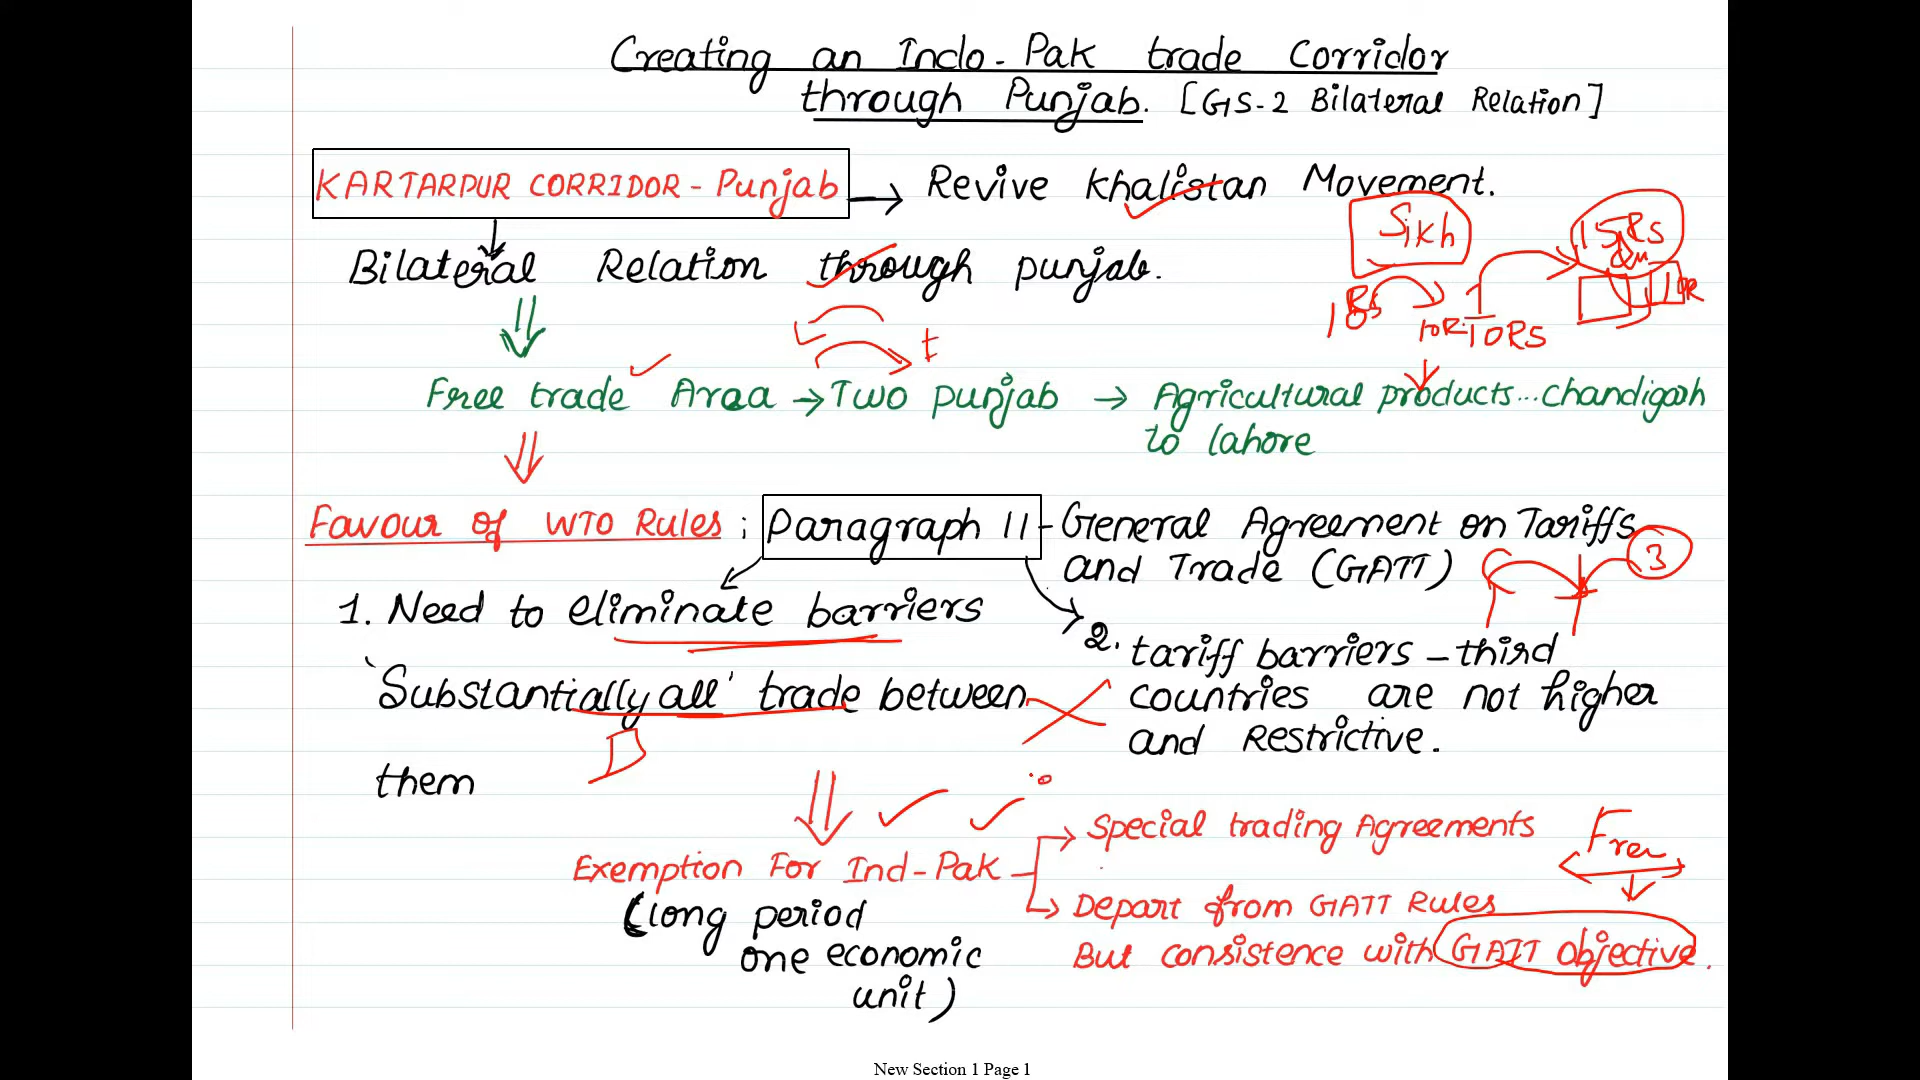 Creating an Indo-Pak trade Corridor
through Punjab. [GS-2 Bilateral Relation]
KARTARPUR CORRIDOR - Punjab → Revive Khalistan Movement.
Sikh
15Rs
Bilateral Relation through punjab.
18Rs
10R
10RS
t
Free trade Area → Two punjab → Agricultural products... Chandigarh
to lahore
Favour of WTO Rules ; Paragraph 11 - General Agreement on Tariffs
and Trade (GATT)
3
1. Need to eliminate barriers
2. tariff barriers - third
'Substantially all' trade between
countries are not higher
and Restrictive.
them
Special trading Agreements
Free
Exemption For Ind-Pak
Depart from GATT Rules
(long period
But consistence with GATT objective.
one economic
unit)
New Section 1 Page 1